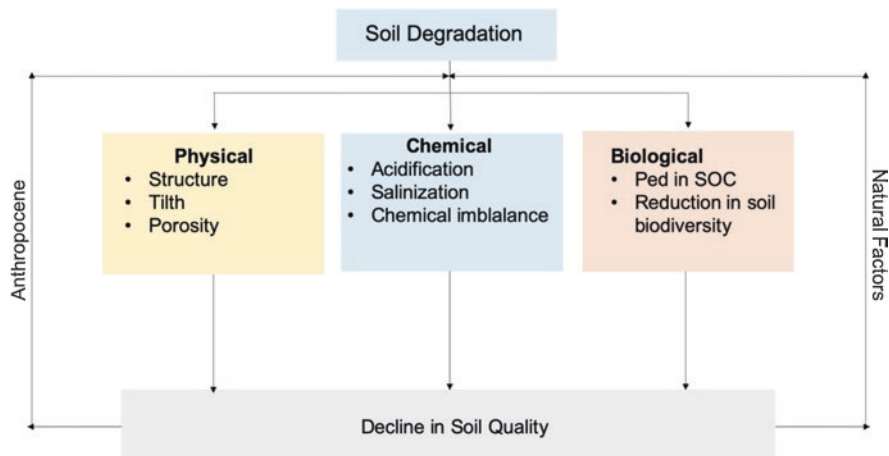 Soil Degradation
Anthropocene
Physical
• Structure
• Tilth
• Porosity
Chemical
• Acidification
• Salinization
• Chemical imblalance
Biological
• Ped in SOC
• Reduction in soil
biodiversity
Natural Factors
Decline in Soil Quality